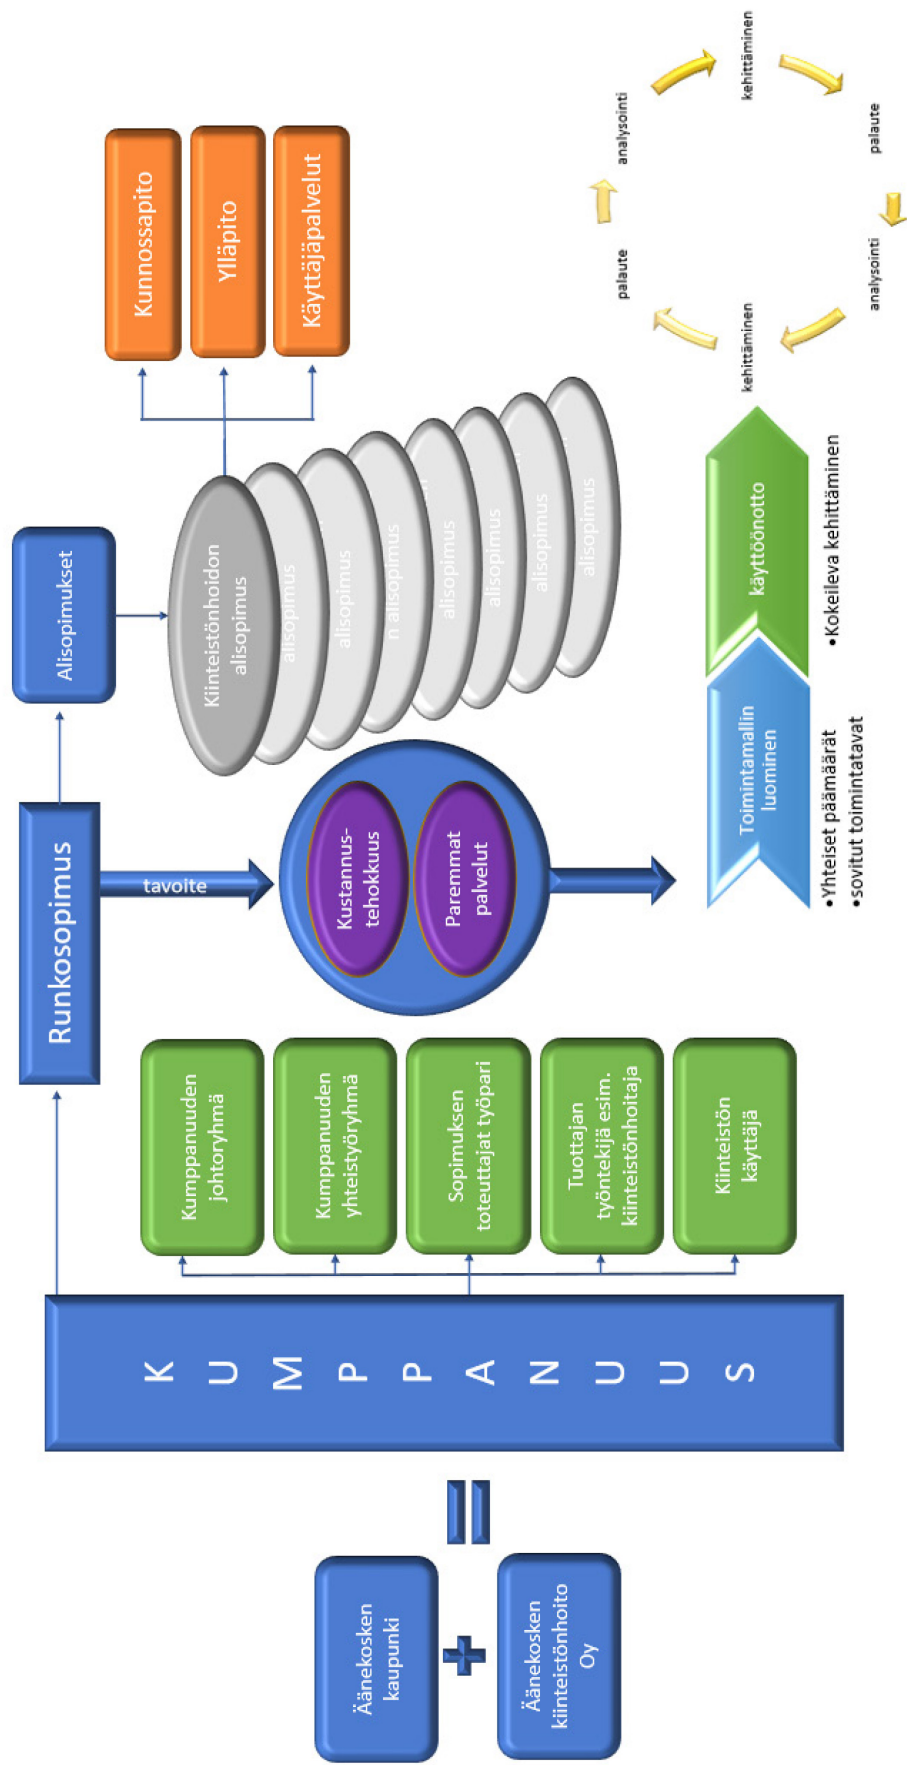 Äänekosken
kaupunki
Äänekosken
kiinteistönhoito
Oy
K U M P P A N U U S
Kumppanuuden
johtoryhmä
Kumppanuuden
yhteistyöryhmä
Sopimuksen
toteuttajat työpari
Tuottajan
työntekijä esim.
kiinteistönhoitaja
Kiinteistön
käyttäjä
Runkosopimus
tavoite
Kustannus-
tehokkuus
Paremmat
palvelut
Alisopimukset
Kiinteistönhoidon
alisopimus
alisopimus
alisopimus
n alisopimus
alisopimus
alisopimus
alisopimus
alisopimus
Kunnossapito
Ylläpito
Käyttäjäpalvelut
Toimintamallin
luominen
•Yhteiset päämäärät
•sovitut toimintatavat
käyttöönotto
•Kokeileva kehittäminen
kehittäminen
palaute
analysointi
kehittäminen
palaute
analysointi